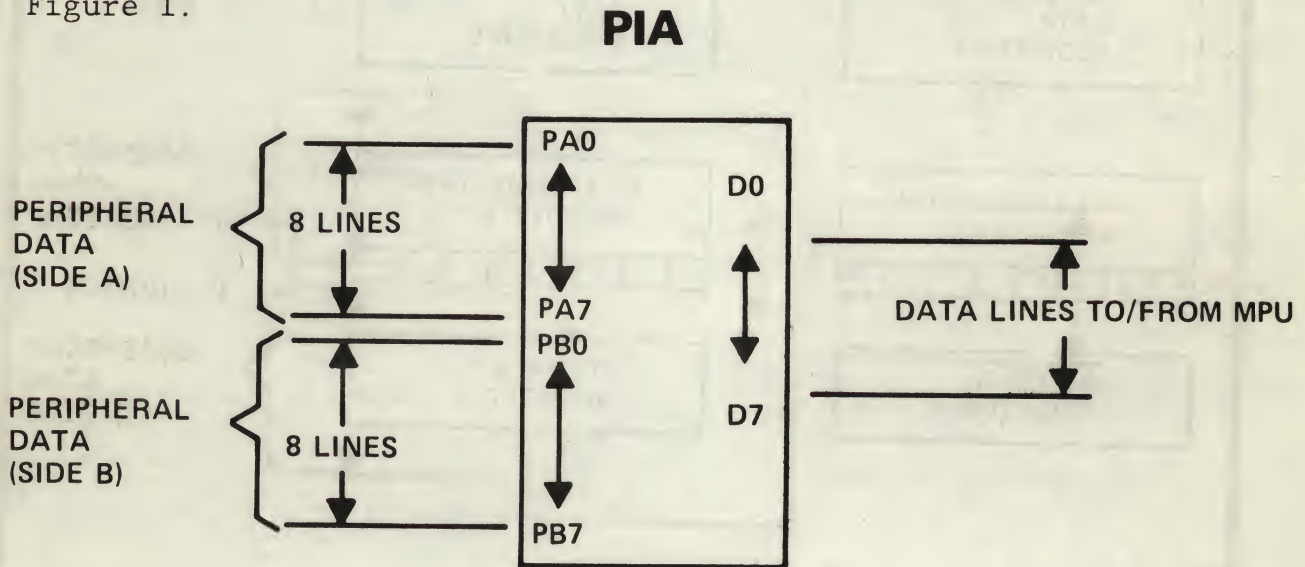 Figure 1.
PIA
PERIPHERAL
DATA
(SIDE A)
8 LINES
PA0
PA7
PERIPHERAL
DATA
(SIDE B)
8 LINES
PB0
PB7
D0
D7
DATA LINES TO/FROM MPU